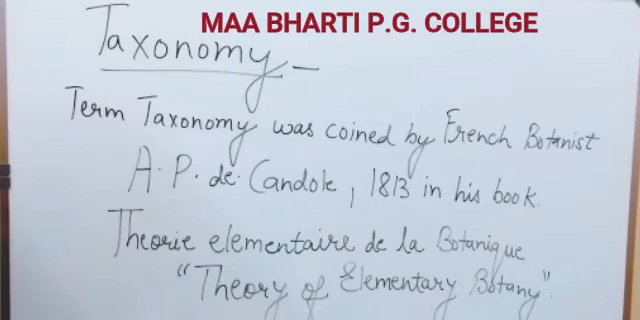 MAA BHARTI P.G. COLLEGE
Taxonomy -
Term Taxonomy was coined by French Botanist
A. P. de Candole, 1813 in his book.
Theorie elementaire de la Botanique
"Theory of Elementary Botany".